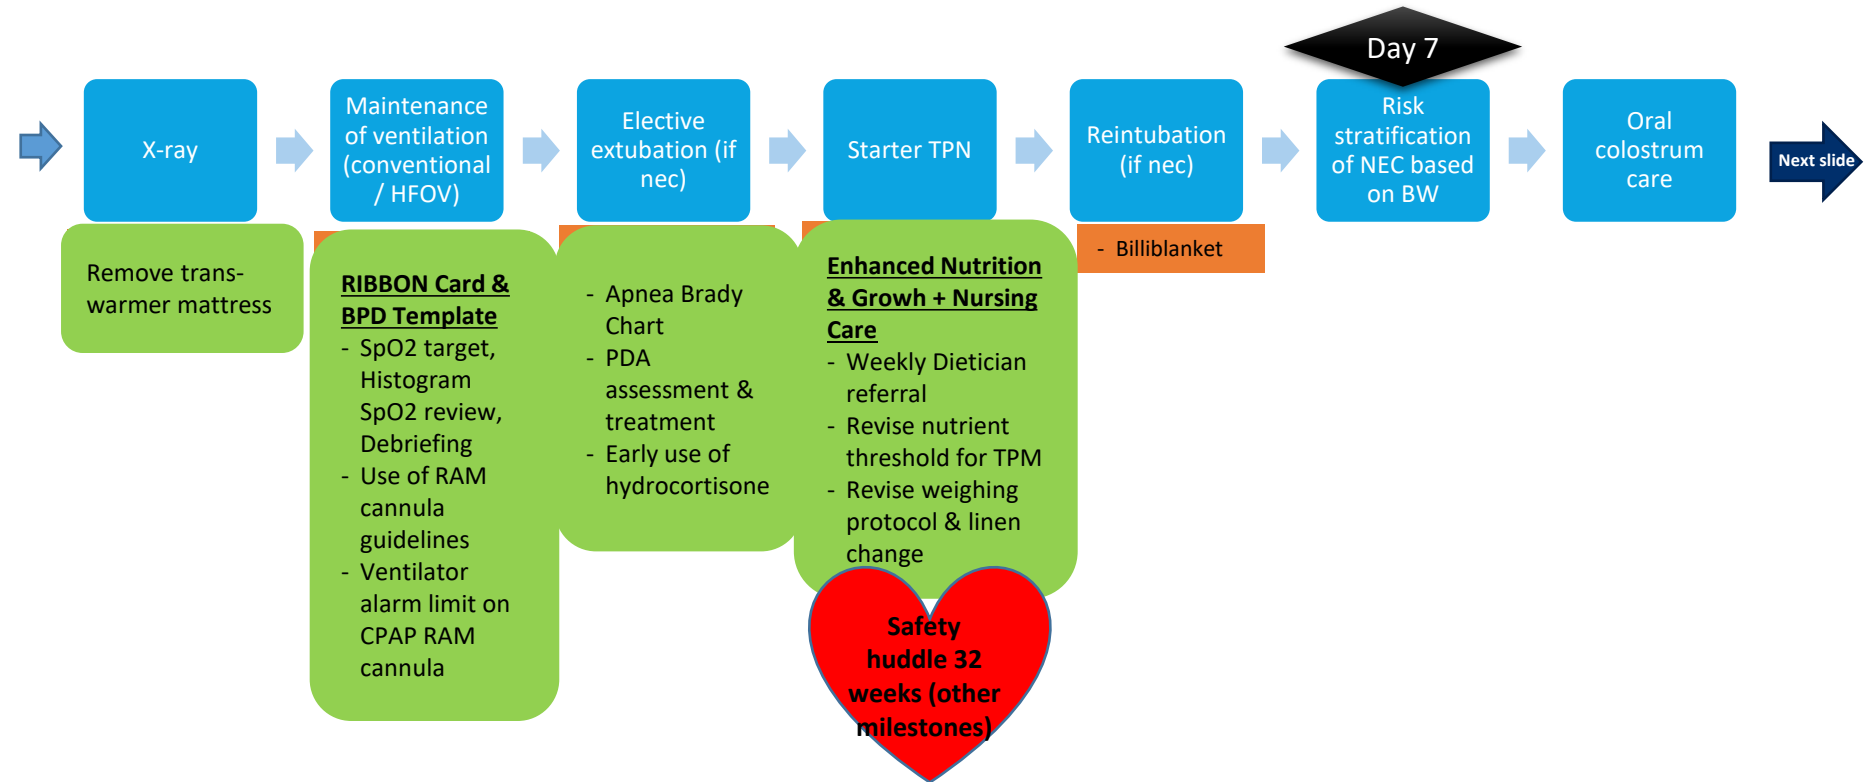 Day 7
X-ray
Maintenance
of ventilation
(conventional
/ HFOV)
Elective
extubation (if
nec)
Starter TPN
Reintubation
(if nec)
Risk
stratification
of NEC based
on BW
Oral
colostrum
care
Next slide
Remove trans-
warmer mattress
RIBBON Card &
BPD Template
- SpO2 target,
Histogram
SpO2 review,
Debriefing
- Use of RAM
cannula
guidelines
- Ventilator
alarm limit on
CPAP RAM
cannula
- Apnea Brady
Chart
- PDA
assessment &
treatment
- Early use of
hydrocortisone
Enhanced Nutrition
& Growh + Nursing
Care
- Weekly Dietician
referral
- Revise nutrient
threshold for TPM
- Revise weighing
protocol & linen
change
- Billiblanket
Safety
huddle 32
weeks (other
milestones)